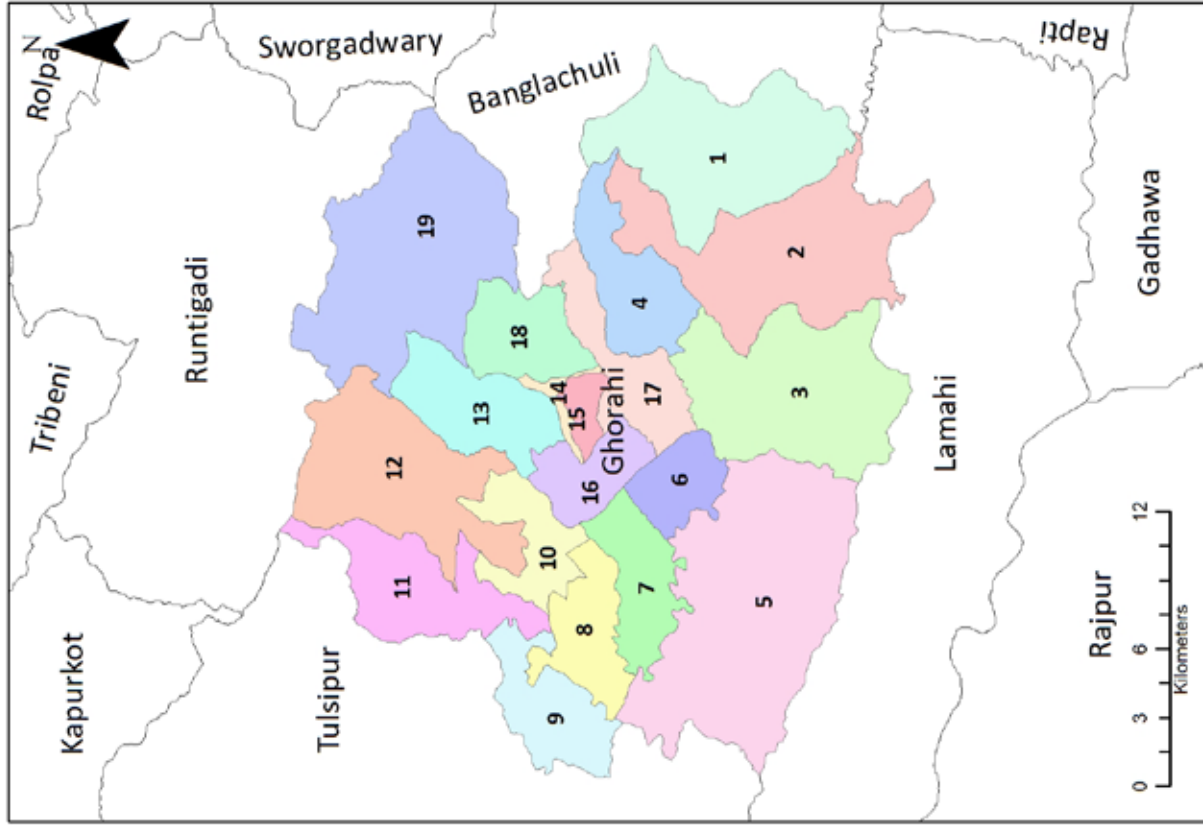 N
Kapurkot
Tribeni
Rolpa
Runtigadi
Sworgadwary
Tulsipur
Banglachuli
11
12
19
13
18
9
10
14
15
8
16
Ghorahi
7
17
4
6
1
5
3
2
Lamahi
Rapti
Rajpur
Gadhawa
0 3 6 12
Kilometers